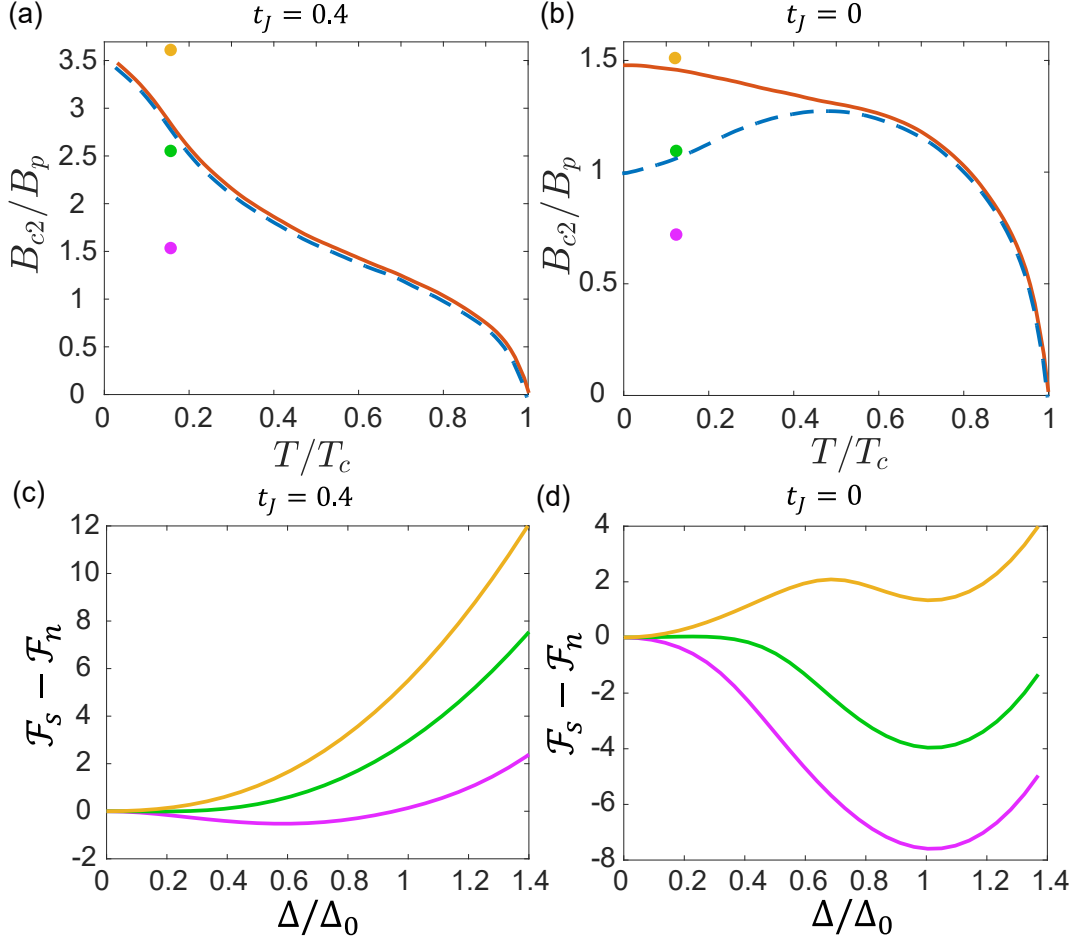 (a) t_J = 0.4
B_{c2}/B_p
3.5
3
2.5
2
1.5
1
0.5
0
0 0.2 0.4 0.6 0.8 1
T/T_c
(b) t_J = 0
B_{c2}/B_p
1.5
1
0.5
0
0 0.2 0.4 0.6 0.8 1
T/T_c
(c) t_J = 0.4
ℱ_s − ℱ_n
12
10
8
6
4
2
0
-2
0 0.2 0.4 0.6 0.8 1 1.2 1.4
Δ/Δ_0
(d) t_J = 0
ℱ_s − ℱ_n
4
2
0
-2
-4
-6
-8
0 0.2 0.4 0.6 0.8 1 1.2 1.4
Δ/Δ_0